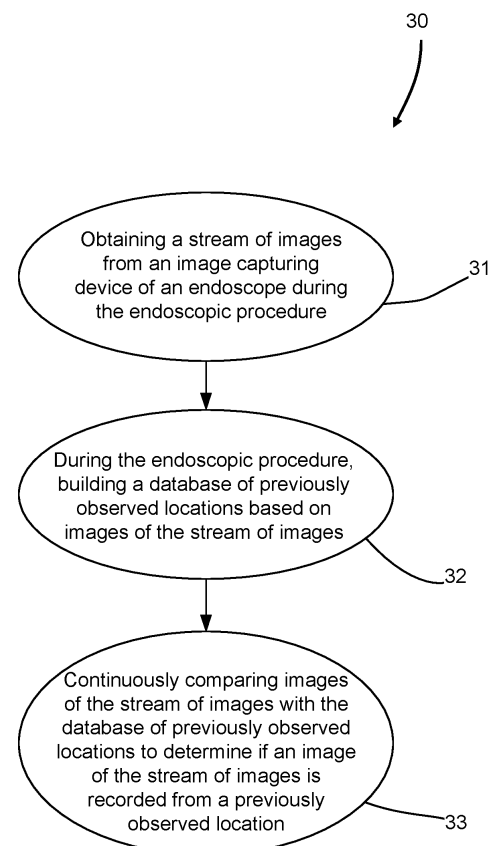 30
Obtaining a stream of images
from an image capturing
device of an endoscope during
the endoscopic procedure
31
During the endoscopic procedure,
building a database of previously
observed locations based on
images of the stream of images
32
Continuously comparing images
of the stream of images with the
database of previously observed
locations to determine if an image
of the stream of images is
recorded from a previously
observed location
33